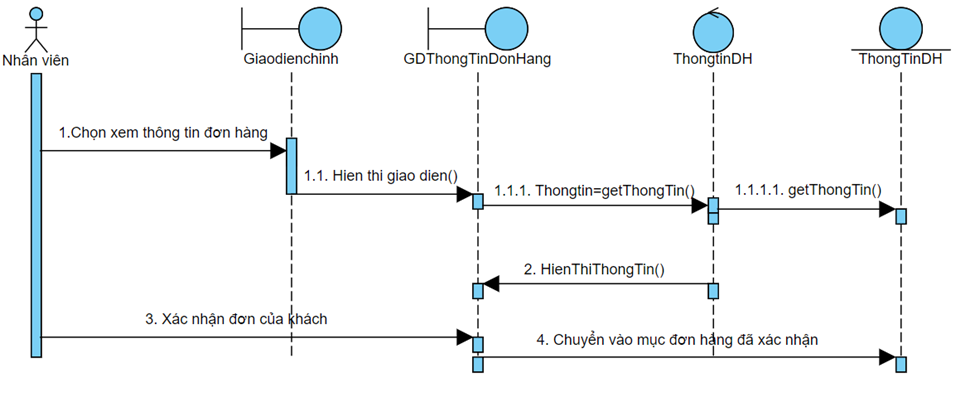 Nhân viên
Giaodienchinh
GDThongTinDonHang
ThongtinDH
ThongTinDH
1.Chọn xem thông tin đơn hàng
1.1. Hien thi giao dien()
1.1.1. Thongtin=getThongTin()
1.1.1.1. getThongTin()
2. HienThiThongTin()
3. Xác nhận đơn của khách
4. Chuyển vào mục đơn hàng đã xác nhận